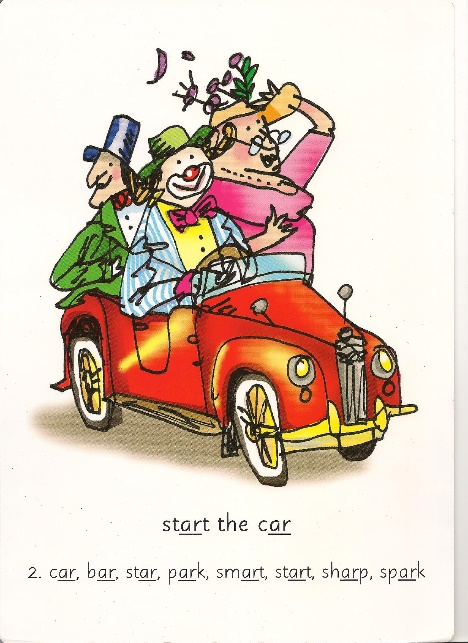 start the car
2. car, bar, star, park, smart, start, sharp, spark